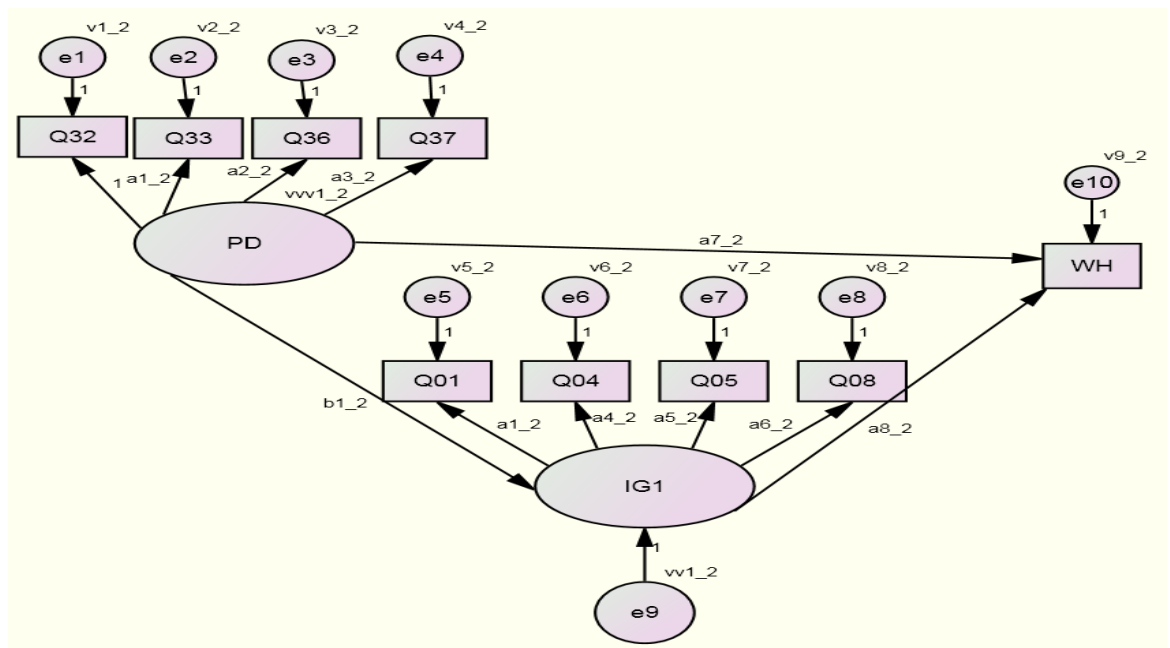 v1_2
v2_2
v3_2
v4_2
e1
e2
e3
e4
1
1
1
1
Q32
Q33
Q36
Q37
1
a1_2
a2_2
a3_2
vvv1_2
PD
a7_2
v9_2
e10
1
WH
v5_2
v6_2
v7_2
v8_2
e5
e6
e7
e8
1
1
1
1
Q01
Q04
Q05
Q08
b1_2
a1_2
a4_2
a5_2
a6_2
a8_2
IG1
1
vv1_2
e9